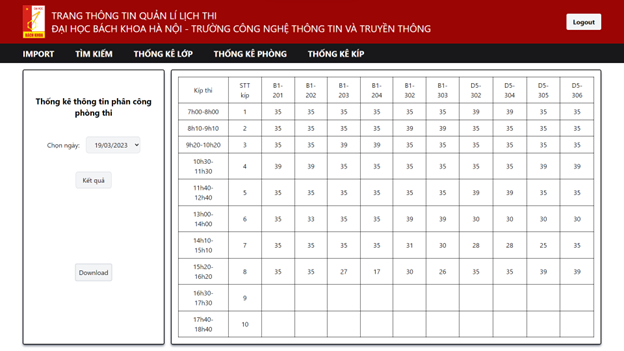 TRANG THÔNG TIN QUẢN LÍ LỊCH THI
ĐẠI HỌC BÁCH KHOA HÀ NỘI - TRƯỜNG CÔNG NGHỆ THÔNG TIN VÀ TRUYỀN THÔNG
Logout
IMPORT TÌM KIẾM THỐNG KÊ LỚP THỐNG KÊ PHÒNG THỐNG KÊ KÍP
Thống kê thông tin phân công
phòng thi
Chọn ngày: 19/03/2023
Kết quả
Download
Kíp thi STT kíp B1-201 B1-202 B1-203 B1-204 B1-302 B1-303 D5-302 D5-304 D5-305 D5-306
7h00-8h00 1 35 35 35 35 35 35 39 39 35 35
8h10-9h10 2 35 35 35 35 39 39 35 35 35 35
9h20-10h20 3 35 35 39 39 35 35 35 35 35 35
10h30-11h30 4 39 39 35 35 35 35 35 35 39 39
11h40-12h40 5 35 35 35 35 35 35 39 39 35 35
13h00-14h00 6 35 33 35 35 39 39 30 30 30 30
14h10-15h10 7 35 35 35 35 31 30 28 28 25 35
15h20-16h20 8 35 35 27 17 30 26 35 35 39 39
16h30-17h30 9
17h40-18h40 10